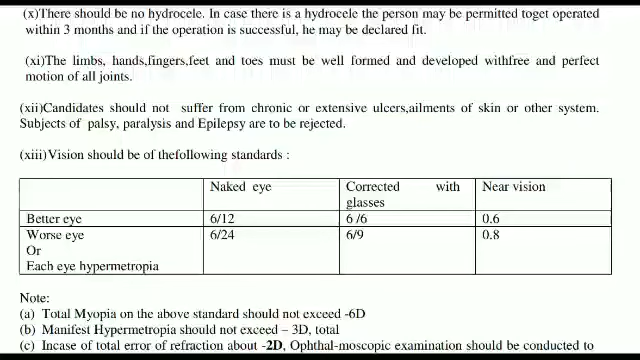 (x)There should be no hydrocele. In case there is a hydrocele the person may be permitted toget operated
within 3 months and if the operation is successful, he may be declared fit.
(xi)The limbs, hands,fingers,feet and toes must be well formed and developed withfree and perfect
motion of all joints.
(xii)Candidates should not suffer from chronic or extensive ulcers,ailments of skin or other system.
Subjects of palsy, paralysis and Epilepsy are to be rejected.
(xiii)Vision should be of thefollowing standards :
Naked eye Corrected with Near vision
glasses
Better eye 6/12 6 /6 0.6
Worse eye 6/24 6/9 0.8
Or
Each eye hypermetropia
Note:
(a) Total Myopia on the above standard should not exceed -6D
(b) Manifest Hypermetropia should not exceed – 3D, total
(c) Incase of total error of refraction about -2D, Ophthal-moscopic examination should be conducted to